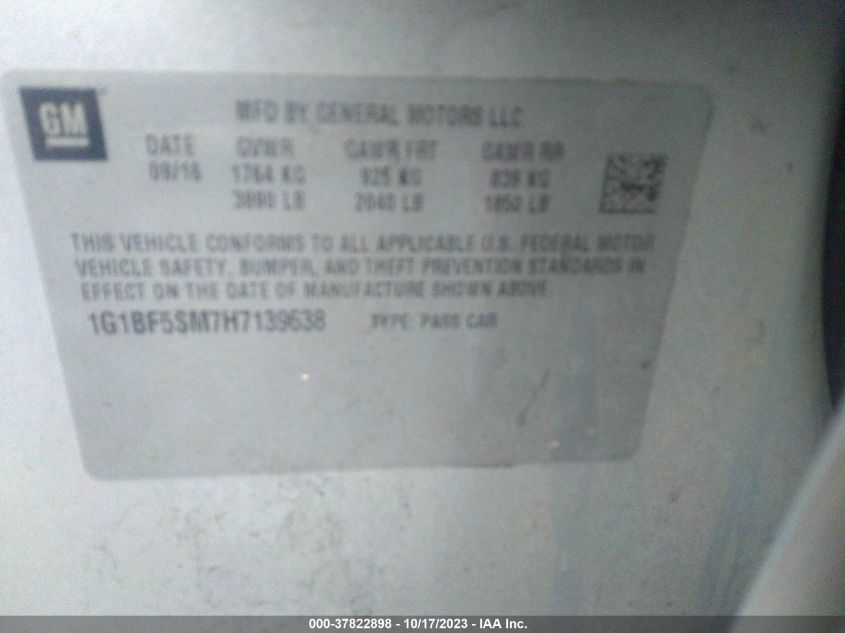 GM
MFD BY GENERAL MOTORS LLC
DATE GVWR GAWR FRT GAWR RR
09/16 1764 KG 925 KG 839 KG
3890 LB 2040 LB 1850 LB
THIS VEHICLE CONFORMS TO ALL APPLICABLE U.S. FEDERAL MOTOR
VEHICLE SAFETY, BUMPER, AND THEFT PREVENTION STANDARDS IN
EFFECT ON THE DATE OF MANUFACTURE SHOWN ABOVE.
1G1BF5SM7H7139638 TYPE: PASS CAR
000-37822898 - 10/17/2023 - IAA Inc.